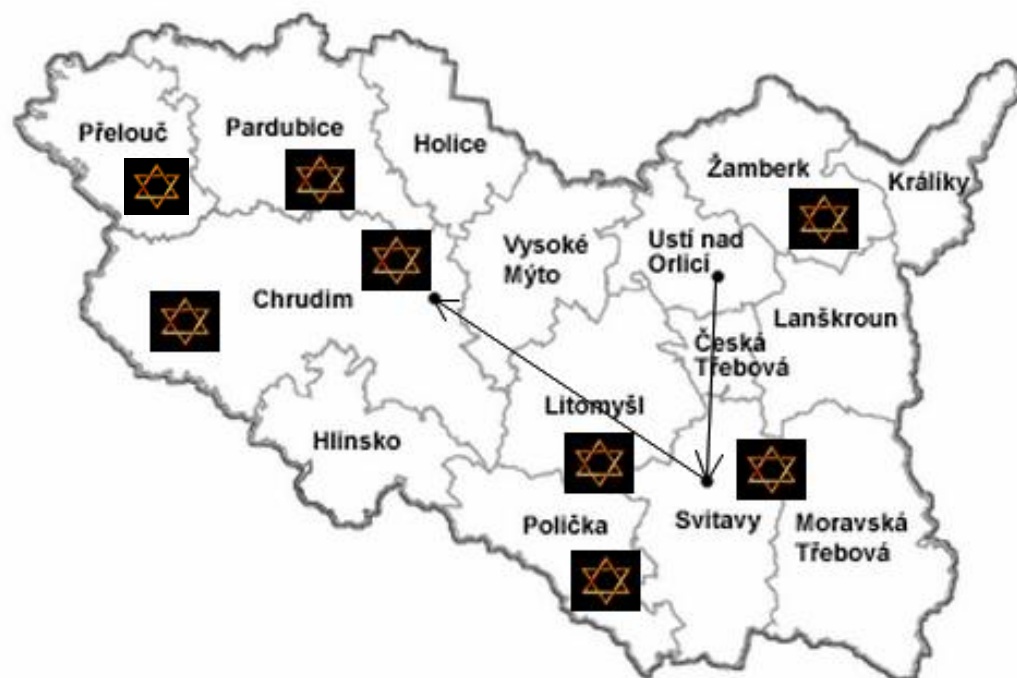 Přelouč
Pardubice
Holice
Žamberk
Králíky
Vysoké
Mýto
Ustí nad
Orlicí
Chrudim
Lanškroun
Česká
Třebová
Litomyšl
Hlinsko
Polička
Svitavy
Moravská
Třebová